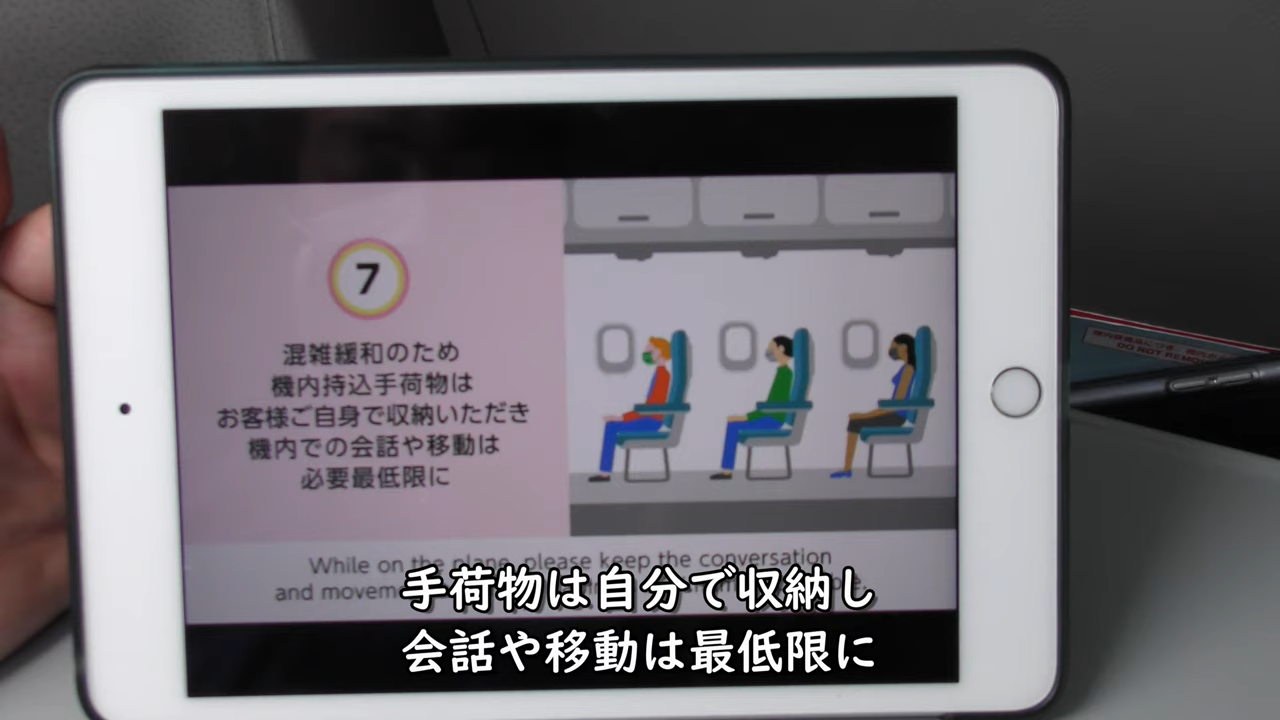 7
混雑緩和のため
機内持込手荷物は
お客様ご自身で収納いただき
機内での会話や移動は
必要最低限に
While on the plane, please keep the conversation
and movem
手荷物は自分で収納し
会話や移動は最低限に
DO NOT REMO